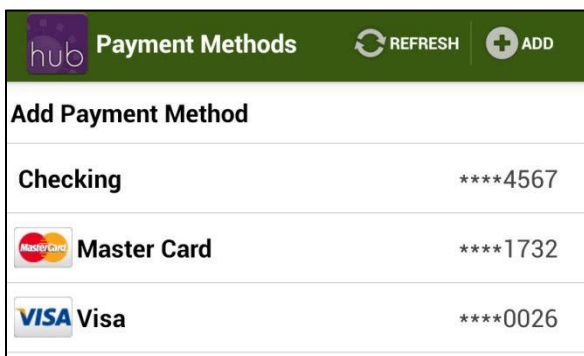 hub Payment Methods REFRESH ADD
Add Payment Method
Checking ****4567
MasterCard Master Card ****1732
VISA Visa ****0026